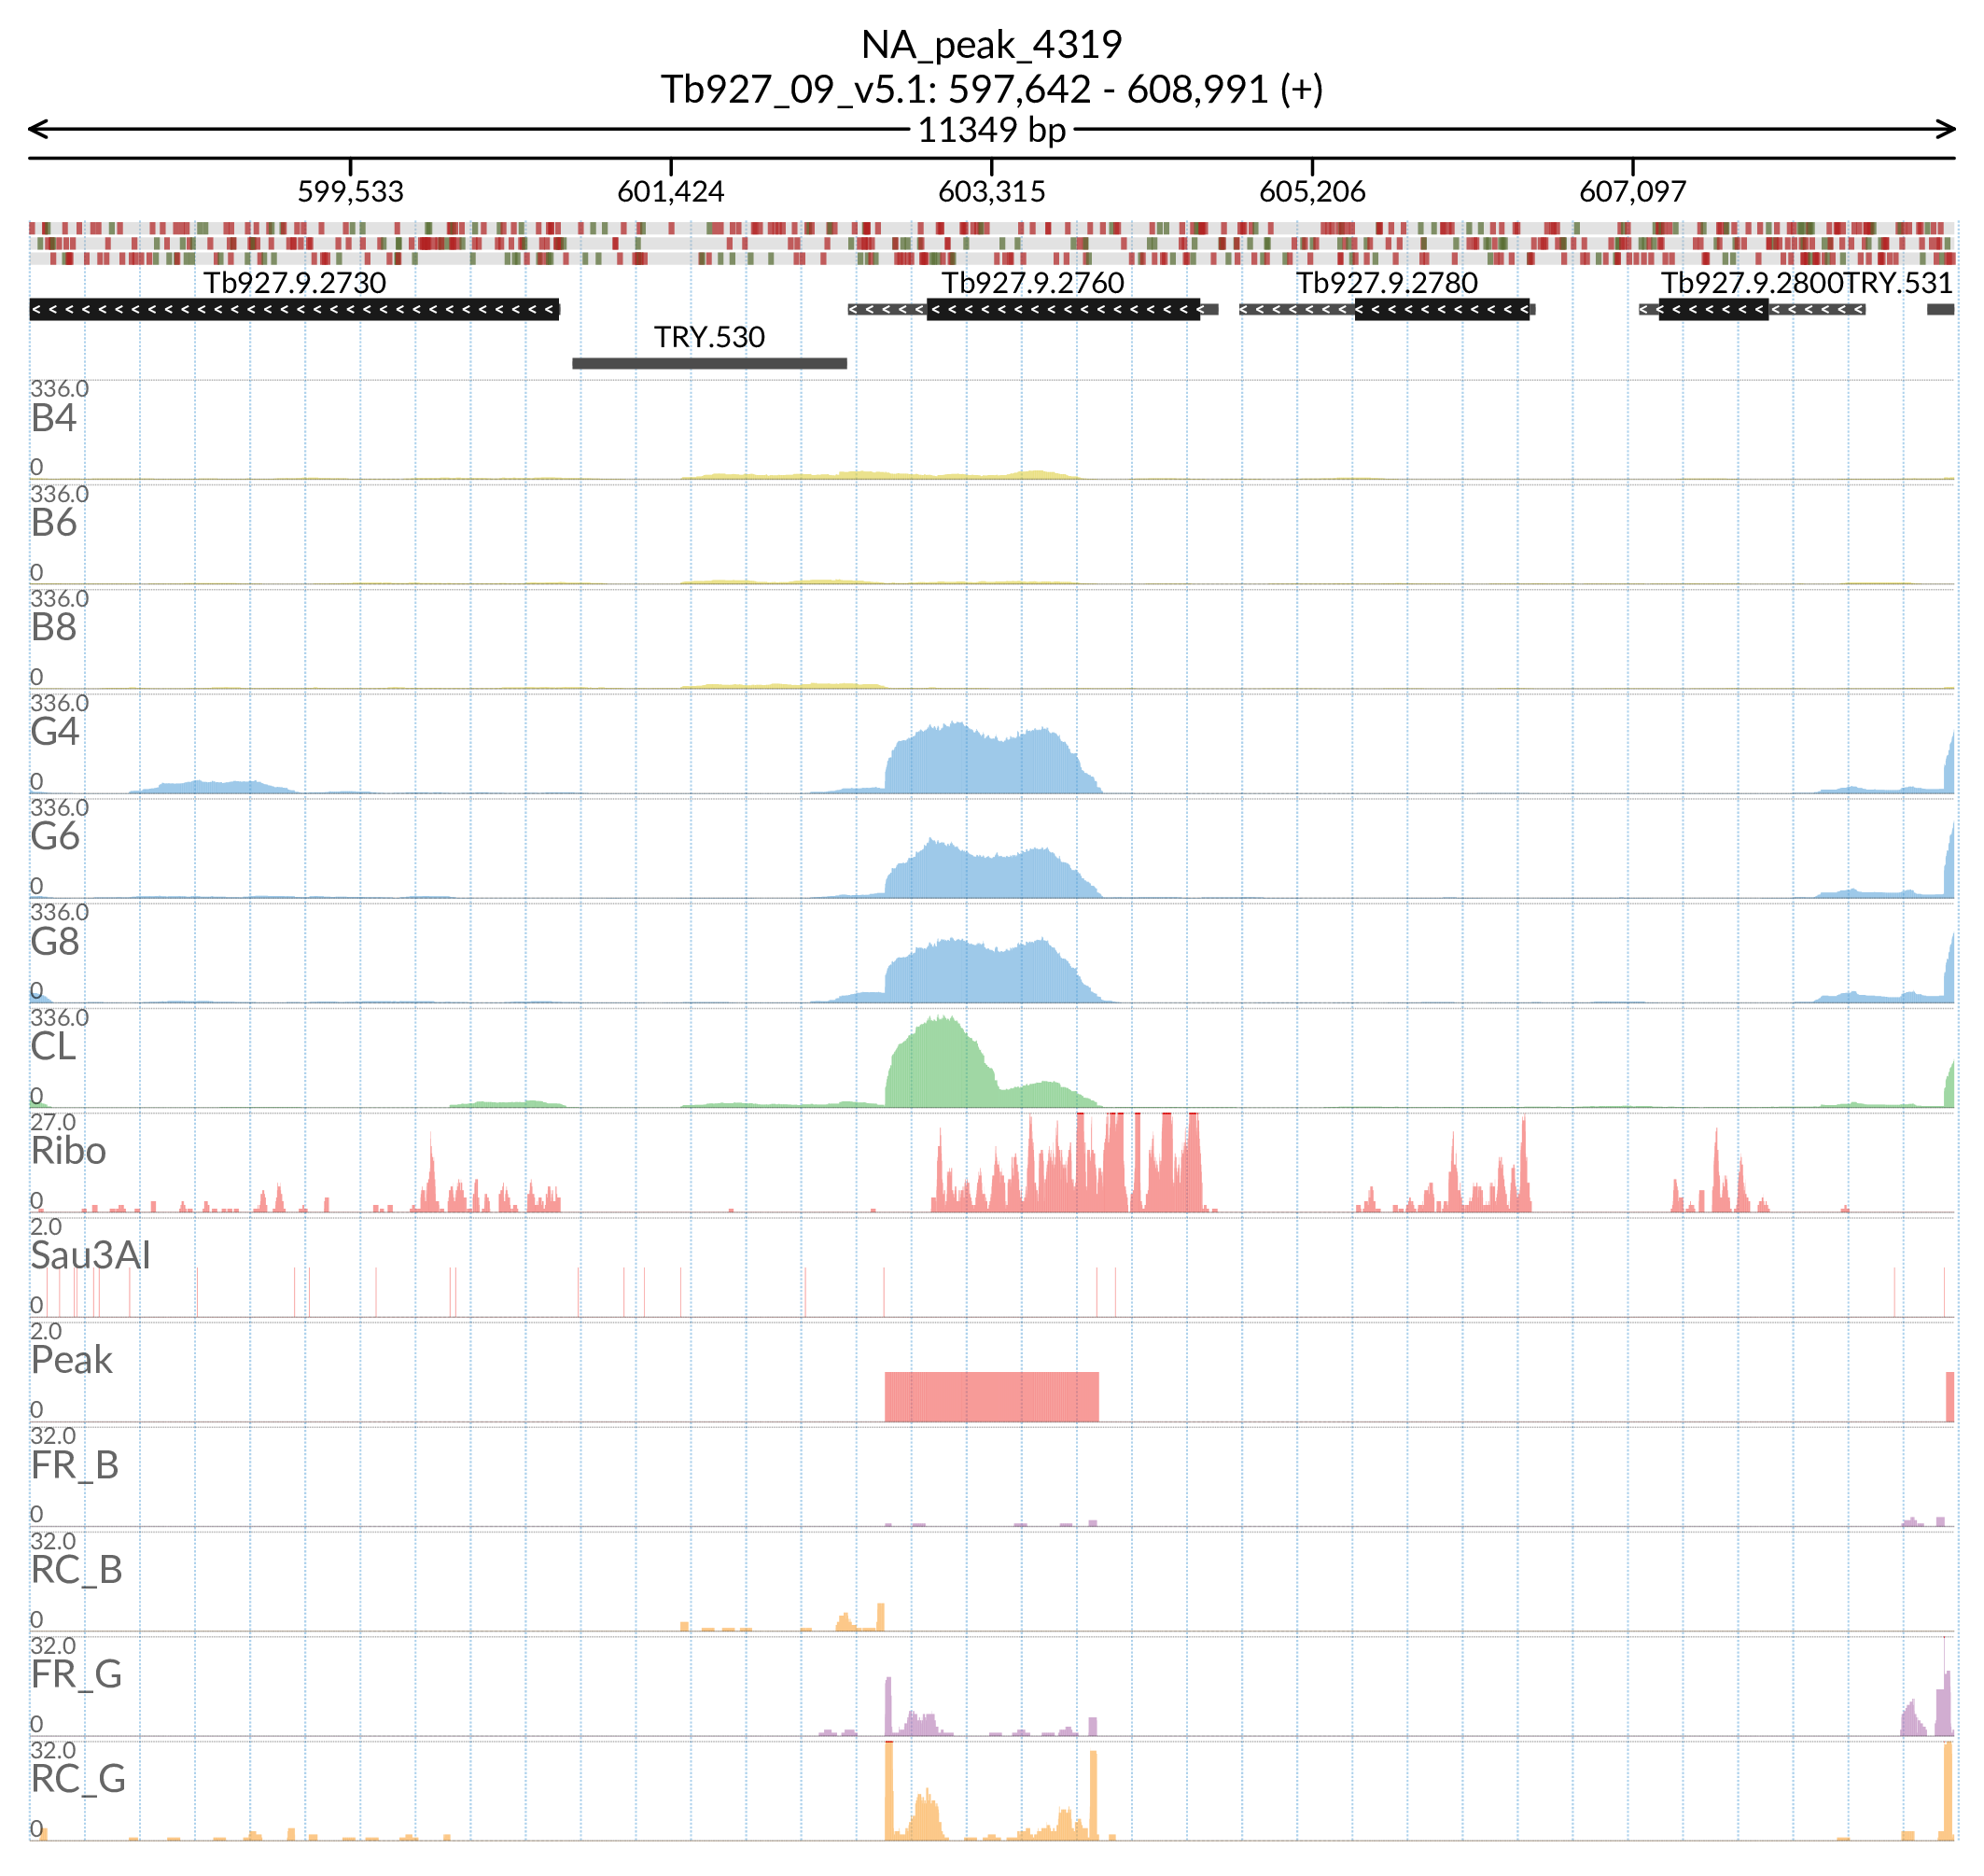 NA_peak_4319
Tb927_09_v5.1: 597,642 - 608,991 (+)
11349 bp
599,533 601,424 603,315 605,206 607,097
Tb927.9.2730 Tb927.9.2760 Tb927.9.2780 Tb927.9.2800 TRY.531
TRY.530
336.0
B4
0
336.0
B6
0
336.0
B8
0
336.0
G4
0
336.0
G6
0
336.0
G8
0
336.0
CL
0
27.0
Ribo
0
2.0
Sau3AI
0
2.0
Peak
0
32.0
FR_B
0
32.0
RC_B
0
32.0
FR_G
0
32.0
RC_G
0